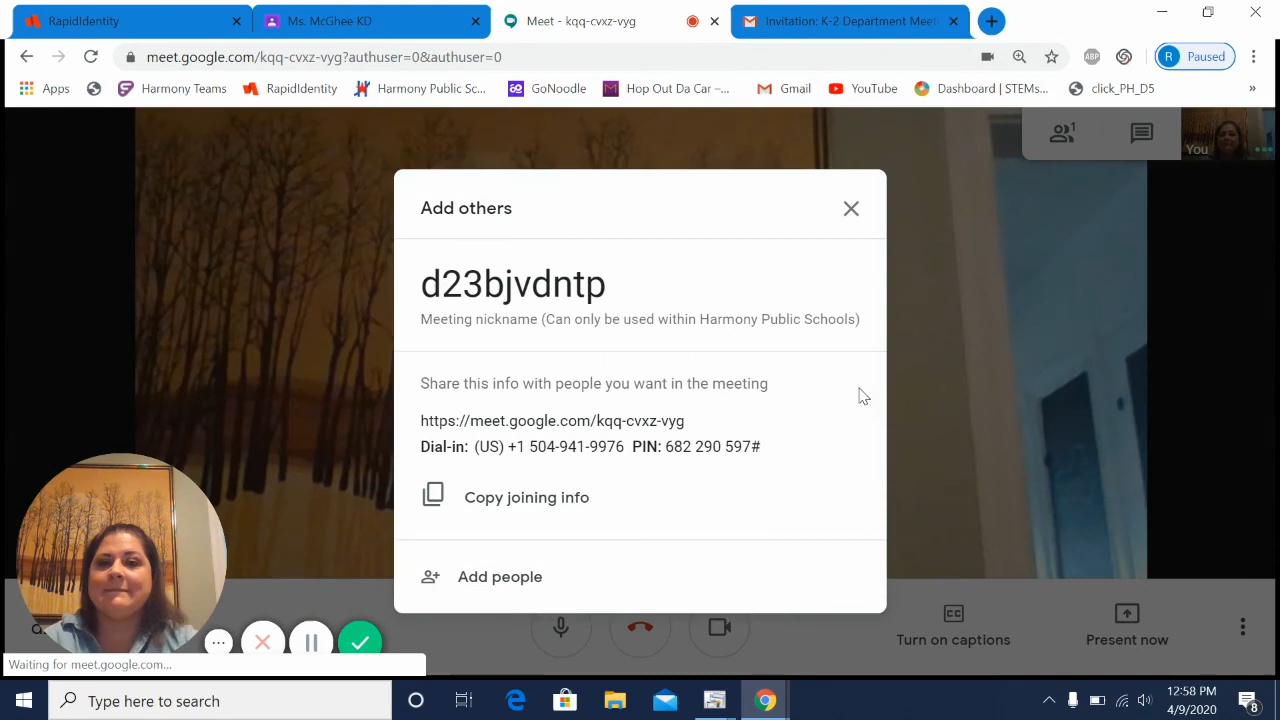 RapidIdentity
Ms. McGhee KD
Meet - kqq-cvxz-vyg
Invitation: K-2 Department Meet
meet.google.com/kqq-cvxz-vyg?authuser=0&authuser=0
ABP
R Paused
Apps
Harmony Teams
RapidIdentity
Harmony Public Sc...
GoNoodle
Hop Out Da Car –...
Gmail
YouTube
Dashboard | STEMs...
click_PH_D5
»
1
You
Add others
d23bjvdntp
Meeting nickname (Can only be used within Harmony Public Schools)
Share this info with people you want in the meeting
https://meet.google.com/kqq-cvxz-vyg
Dial-in: (US) +1 504-941-9976 PIN: 682 290 597#
Copy joining info
Add people
CC
Turn on captions
Present now
Waiting for meet.google.com...
Type here to search
12:58 PM
4/9/2020
8